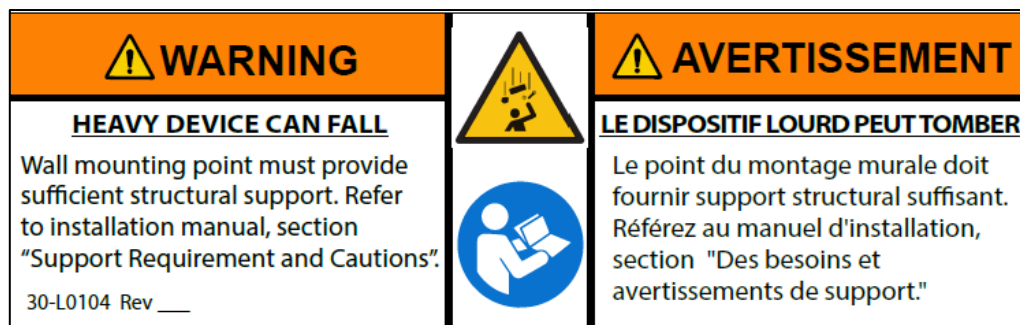 WARNING
HEAVY DEVICE CAN FALL
Wall mounting point must provide
sufficient structural support. Refer
to installation manual, section
“Support Requirement and Cautions”.
30-L0104 Rev ___
AVERTISSEMENT
LE DISPOSITIF LOURD PEUT TOMBER
Le point du montage murale doit
fournir support structural suffisant.
Référez au manuel d'installation,
section "Des besoins et
avertissements de support."